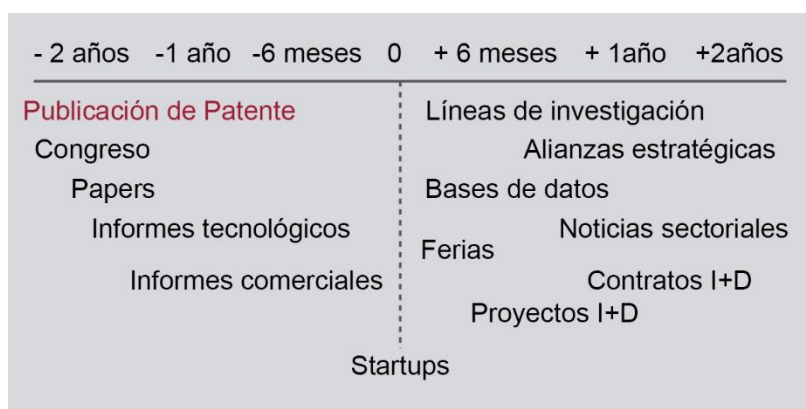 - 2 años -1 año -6 meses 0 + 6 meses + 1año +2años
Publicación de Patente
Líneas de investigación
Congreso
Alianzas estratégicas
Papers
Bases de datos
Informes tecnológicos
Noticias sectoriales
Ferias
Informes comerciales
Contratos I+D
Proyectos I+D
Startups